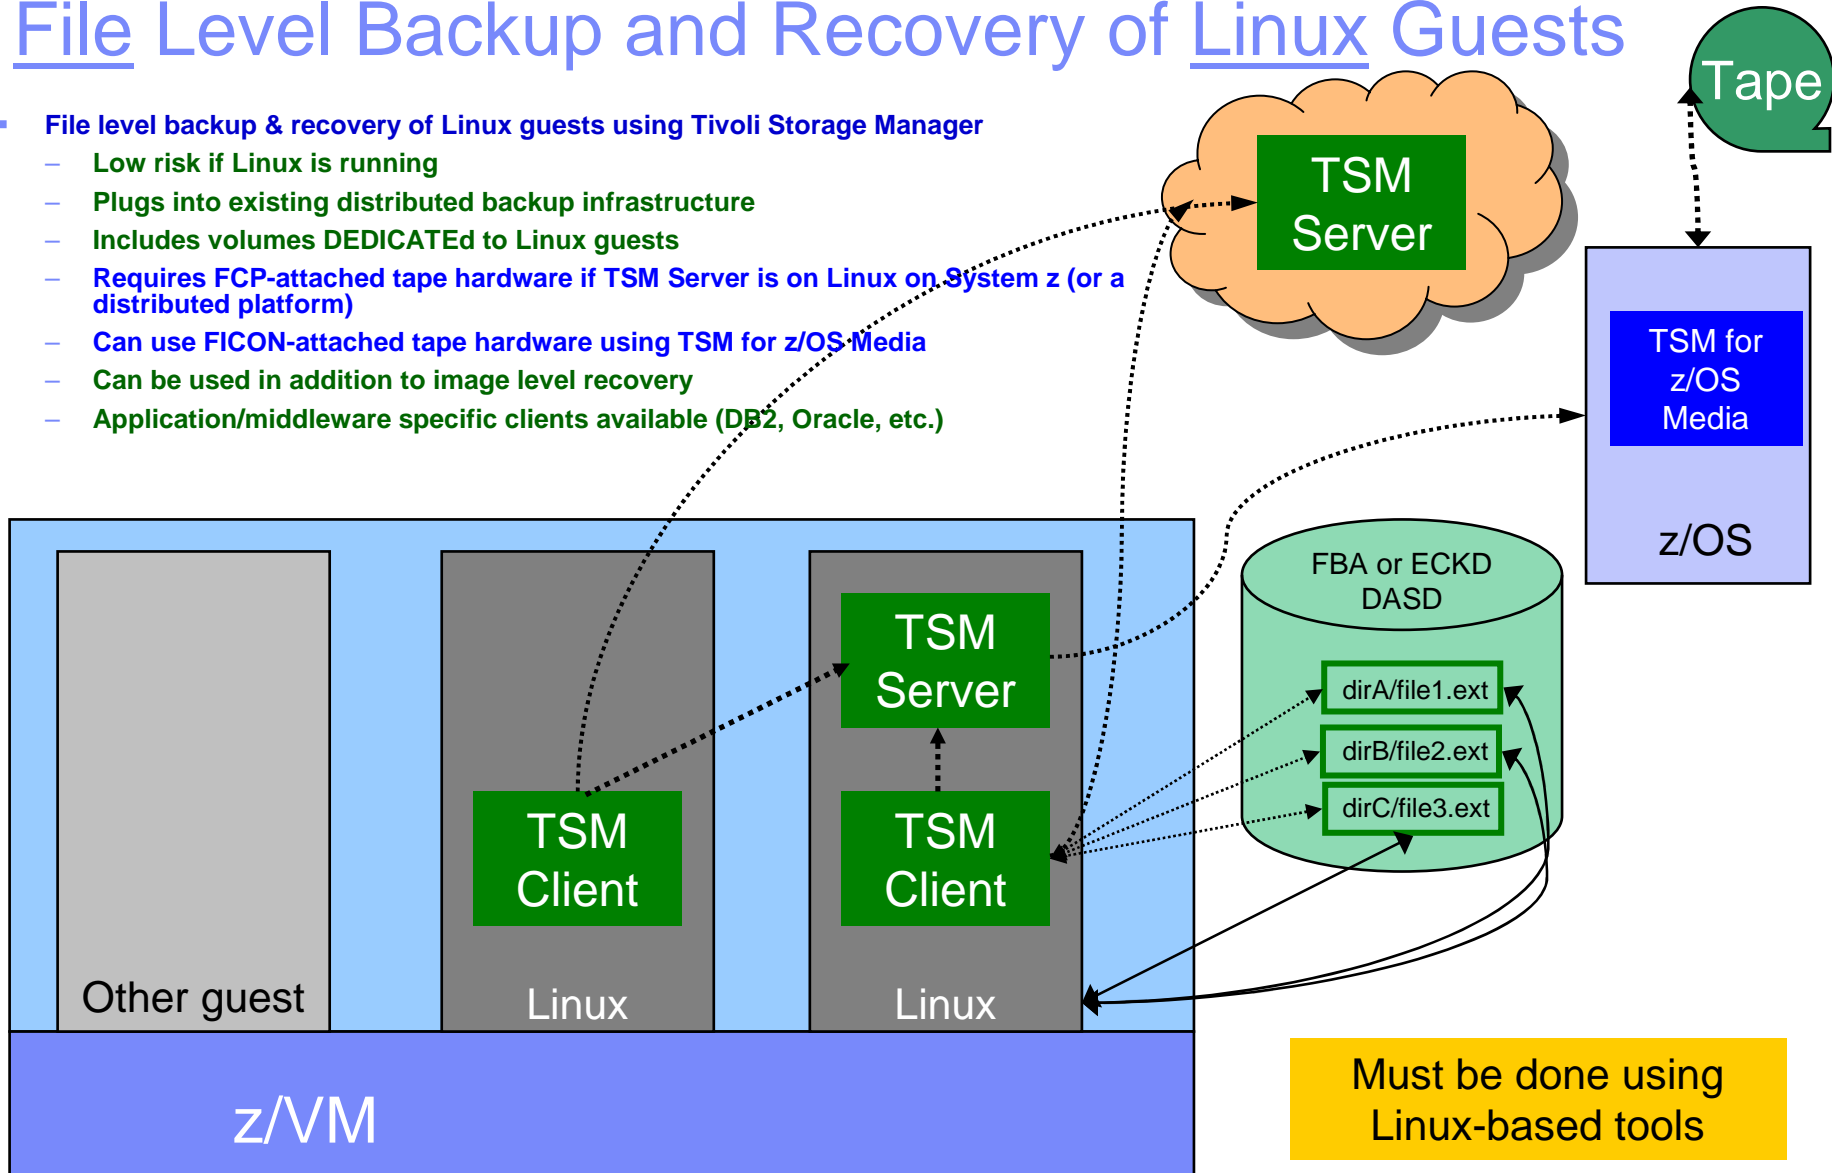 File Level Backup and Recovery of Linux Guests
Tape
File level backup & recovery of Linux guests using Tivoli Storage Manager
– Low risk if Linux is running
– Plugs into existing distributed backup infrastructure
– Includes volumes DEDICATEd to Linux guests
– Requires FCP-attached tape hardware if TSM Server is on Linux on System z (or a
distributed platform)
– Can use FICON-attached tape hardware using TSM for z/OS Media
– Can be used in addition to image level recovery
– Application/middleware specific clients available (DB2, Oracle, etc.)
TSM
Server
TSM for
z/OS
Media
z/OS
FBA or ECKD
DASD
dirA/file1.ext
dirB/file2.ext
dirC/file3.ext
TSM
Server
TSM
Client
TSM
Client
Other guest
Linux
Linux
z/VM
Must be done using
Linux-based tools